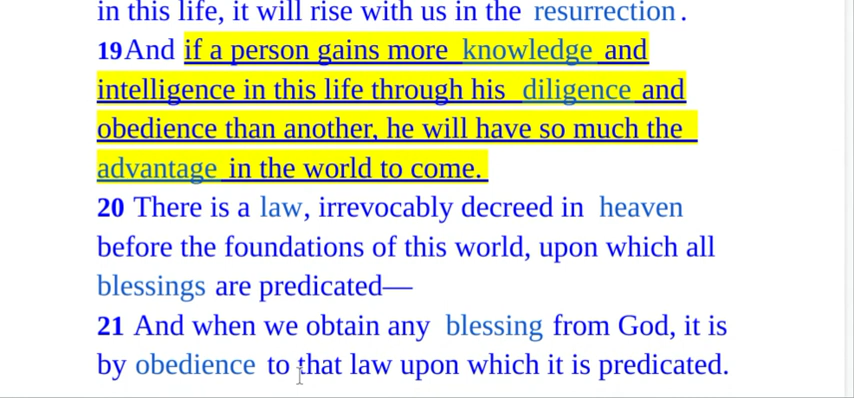 in this life, it will rise with us in the resurrection.
19And if a person gains more knowledge and
intelligence in this life through his diligence and
obedience than another, he will have so much the
advantage in the world to come.
20 There is a law, irrevocably decreed in heaven
before the foundations of this world, upon which all
blessings are predicated—
21 And when we obtain any blessing from God, it is
by obedience to that law upon which it is predicated.